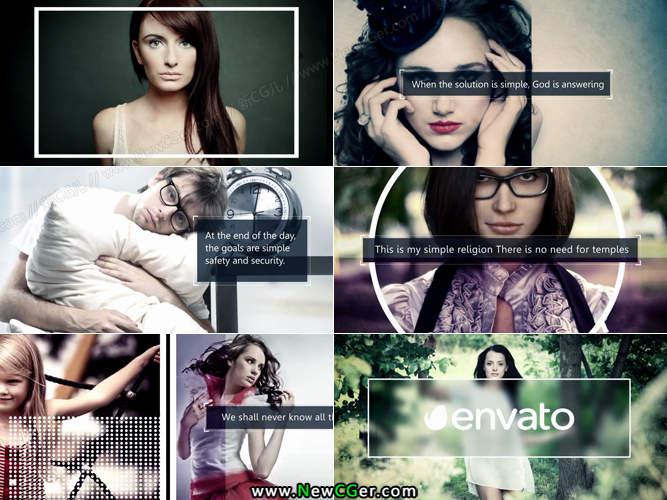 When the solution is simple, God is answering
At the end of the day,
the goals are simple
safety and security.
This is my simple religion There is no need for temples
We shall never know all th
envato
www.NewCGer.com